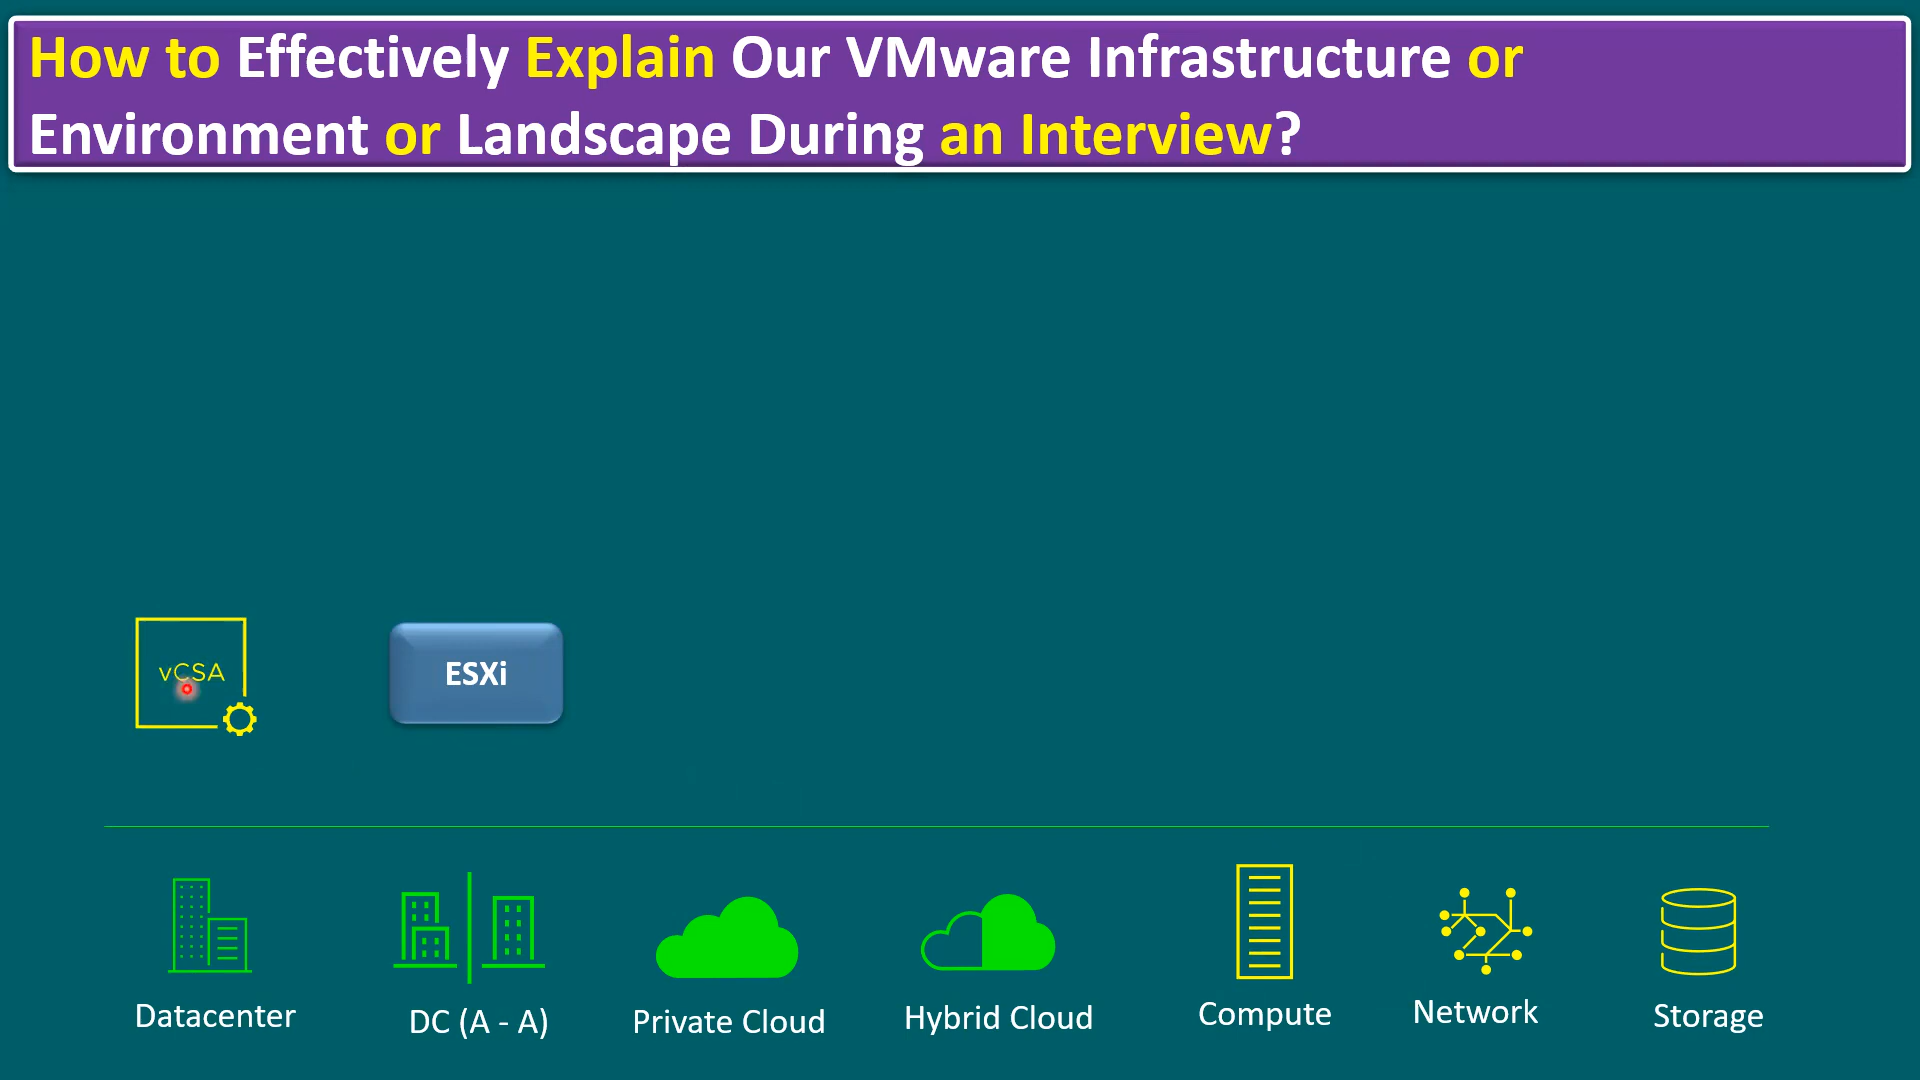 How to Effectively Explain Our VMware Infrastructure or
Environment or Landscape During an Interview?
vCSA
ESXi
Datacenter
DC (A - A)
Private Cloud
Hybrid Cloud
Compute
Network
Storage